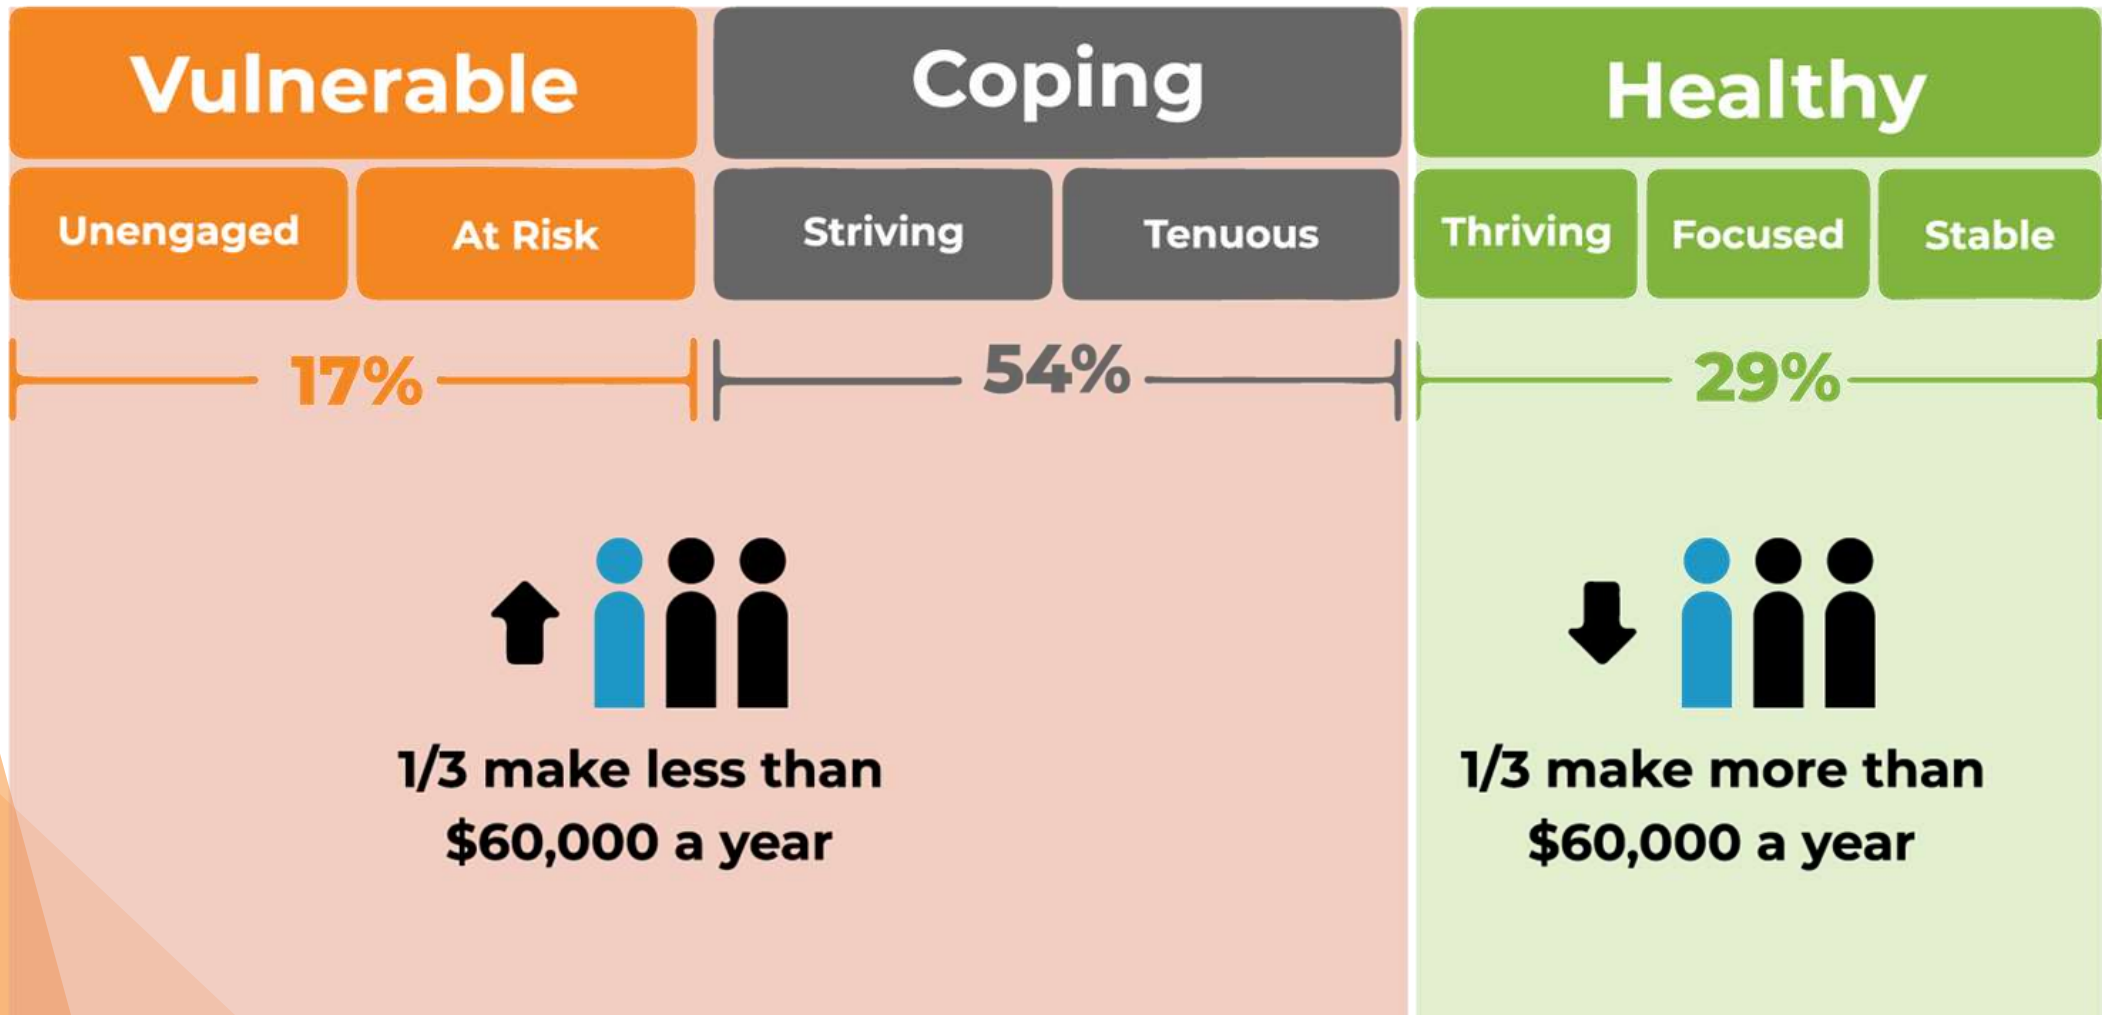 Vulnerable
Coping
Healthy
Unengaged
At Risk
Striving
Tenuous
Thriving
Focused
Stable
17%
54%
29%
1/3 make less than
$60,000 a year
1/3 make more than
$60,000 a year